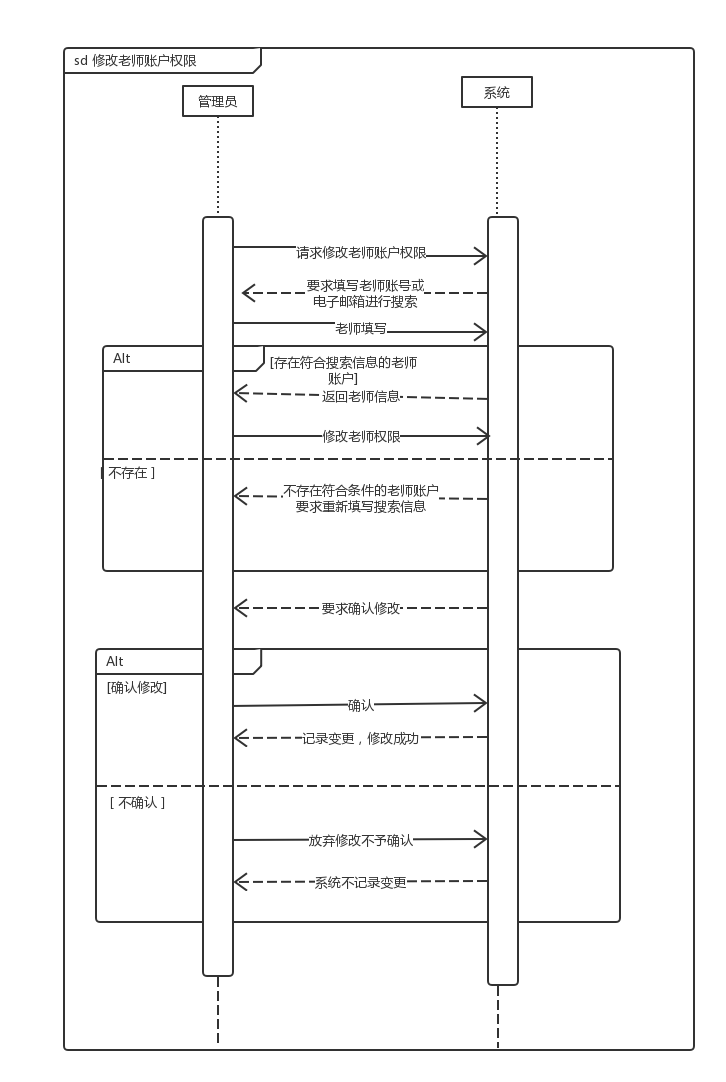 sd 修改老师账户权限
管理员
系统
请求修改老师账户权限
要求填写老师账号或
电子邮箱进行搜索
老师填写
Alt
[存在符合搜索信息的老师
账户]
返回老师信息
修改老师权限
[ 不存在 ]
不存在符合条件的老师账户
要求重新填写搜索信息
要求确认修改
Alt
[确认修改]
确认
记录变更，修改成功
[ 不确认 ]
放弃修改不予确认
系统不记录变更